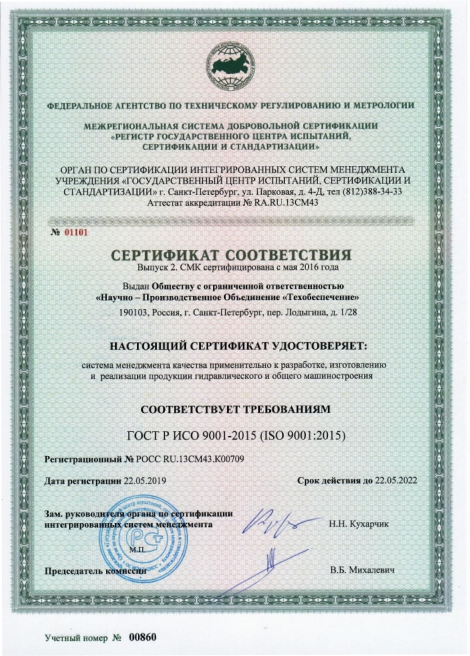 ФЕДЕРАЛЬНОЕ АГЕНТСТВО ПО ТЕХНИЧЕСКОМУ РЕГУЛИРОВАНИЮ И МЕТРОЛОГИИ
МЕЖРЕГИОНАЛЬНАЯ СИСТЕМА ДОБРОВОЛЬНОЙ СЕРТИФИКАЦИИ
«РЕГИСТР ГОСУДАРСТВЕННОГО ЦЕНТРА ИСПЫТАНИЙ,
СЕРТИФИКАЦИИ И СТАНДАРТИЗАЦИИ»
ОРГАН ПО СЕРТИФИКАЦИИ ИНТЕГРИРОВАННЫХ СИСТЕМ МЕНЕДЖМЕНТА
УЧРЕЖДЕНИЯ «ГОСУДАРСТВЕННЫЙ ЦЕНТР ИСПЫТАНИЙ, СЕРТИФИКАЦИИ И
СТАНДАРТИЗАЦИИ» г. Санкт-Петербург, ул. Парковая, д. 4-Д, тел (812)388-34-33
Аттестат аккредитации № RA.RU.13СМ43
№ 01101
СЕРТИФИКАТ СООТВЕТСТВИЯ
Выпуск 2. СМК сертифицирована с мая 2016 года
Выдан Обществу с ограниченной ответственностью
«Научно – Производственное Объединение «Техобеспечение»
190103, Россия, г. Санкт-Петербург, пер. Лодыгина, д. 1/28
НАСТОЯЩИЙ СЕРТИФИКАТ УДОСТОВЕРЯЕТ:
система менеджмента качества применительно к разработке, изготовлению
и реализации продукции гидравлического и общего машиностроения
СООТВЕТСТВУЕТ ТРЕБОВАНИЯМ
ГОСТ Р ИСО 9001-2015 (ISO 9001:2015)
Регистрационный № РОСС RU.13СМ43.К00709
Дата регистрации 22.05.2019 Срок действия до 22.05.2022
Зам. руководителя органа по сертификации
интегрированных систем менеджмента Н.Н. Кухарчик
М.П.
Председатель комиссии В.Б. Михалевич
Учетный номер № 00860